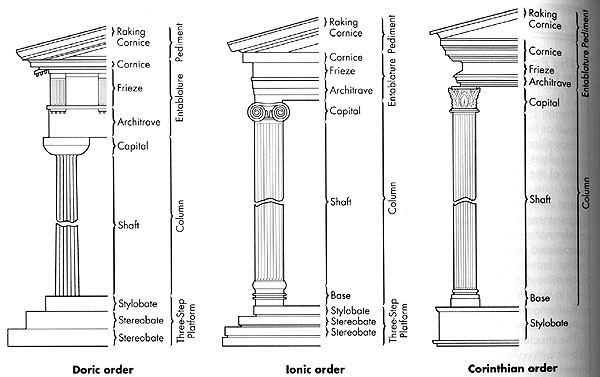 Raking
Cornice
Cornice
Frieze
Architrave
Capital
Shaft
Stylobate
Stereobate
Stereobate
Pediment
Entablature
Column
Three-Step
Platform
Doric order
Raking
Cornice
Cornice
Frieze
Architrave
Capital
Shaft
Base
Stylobate
Stereobate
Stereobate
Pediment
Entablature
Column
Three-Step
Platform
Ionic order
Raking
Cornice
Cornice
Frieze
Architrave
Capital
Shaft
Base
Stylobate
Pediment
Entablature
Column
Corinthian order